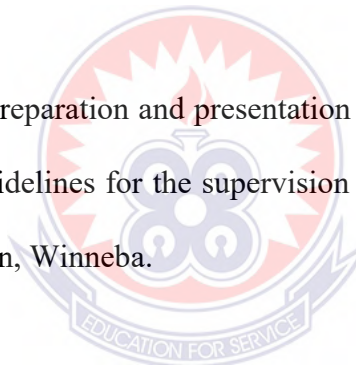 reparation and presentation
idelines for the supervision
n, Winneba.
EDUCATION FOR SERVICE